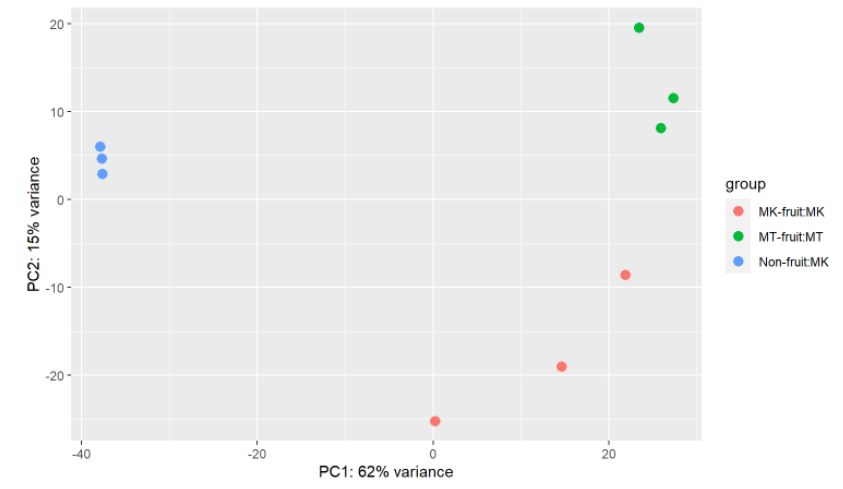 20
10
0
-10
-20
PC2: 15% variance
-40
-20
0
20
PC1: 62% variance
group
MK-fruit:MK
MT-fruit:MT
Non-fruit:MK